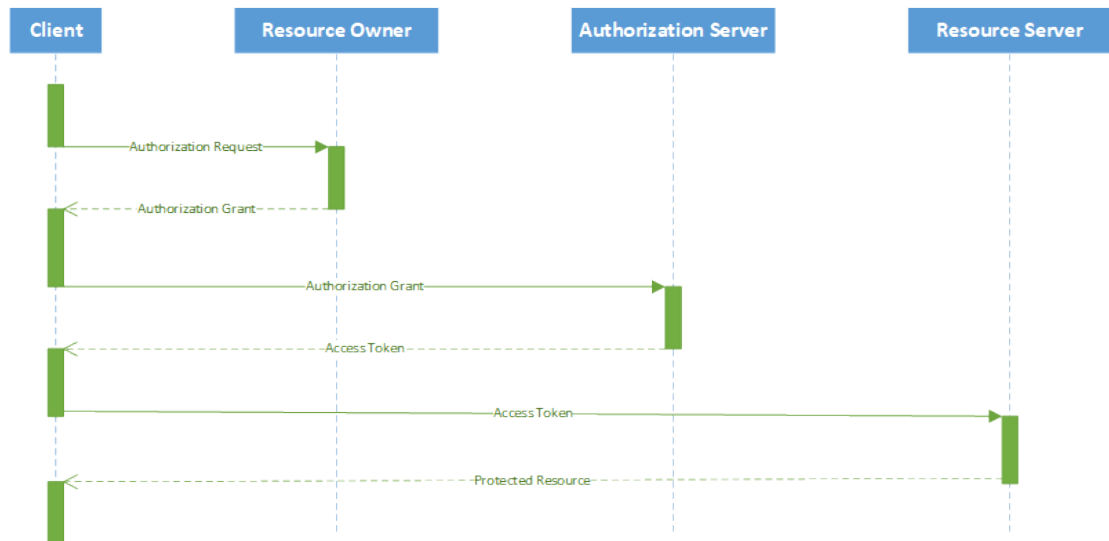 Client
Resource Owner
Authorization Server
Resource Server
Authorization Request
Authorization Grant
Authorization Grant
Access Token
Access Token
Protected Resource